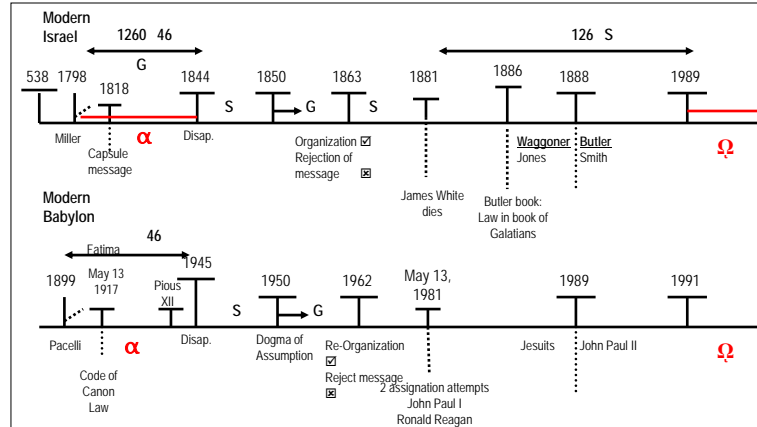 Modern
Israel
1260 46
G
126 S
538 1798 1818 1844 1850 1863 1881 1886 1888 1989
S G S
Miller α Disap.
Capsule
message
Organization ☑
Rejection of
message ☒
James White
dies
Waggoner Butler
Jones Smith
Butler book:
Law in book of
Galatians
Ω
Modern
Babylon
46
Fatima
1899 May 13
1917
Pious
XII
1945 1950 1962 May 13,
1981
1989 1991
S G
Pacelli α Disap.
Code of
Canon
Law
Dogma of
Assumption
Re-Organization
☑
Reject message
☒
2 assignation attempts
John Paul I
Ronald Reagan
Jesuits John Paul II
Ω